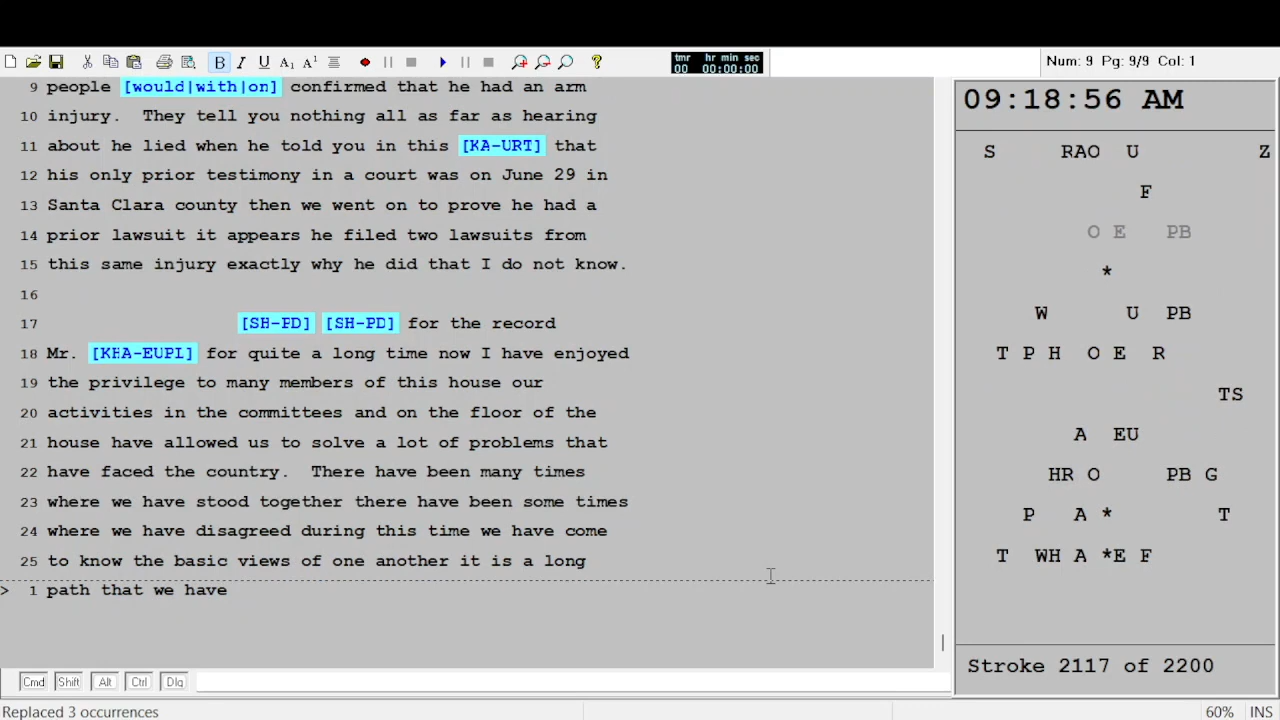 B I U A₁ A¹
tmr hr min sec
00 00:00:00
Num: 9 Pg: 9/9 Col: 1
9 people [would|with|on] confirmed that he had an arm
10 injury. They tell you nothing all as far as hearing
11 about he lied when he told you in this [KA-URT] that
12 his only prior testimony in a court was on June 29 in
13 Santa Clara county then we went on to prove he had a
14 prior lawsuit it appears he filed two lawsuits from
15 this same injury exactly why he did that I do not know.
16
17 [SH-PD] [SH-PD] for the record
18 Mr. [KHA-EUPL] for quite a long time now I have enjoyed
19 the privilege to many members of this house our
20 activities in the committees and on the floor of the
21 house have allowed us to solve a lot of problems that
22 have faced the country. There have been many times
23 where we have stood together there have been some times
24 where we have disagreed during this time we have come
25 to know the basic views of one another it is a long
> 1 path that we have
09:18:56 AM
S RAO U Z
F
O E PB
*
W U PB
T P H O E R
TS
A EU
HR O PB G
P A * T
T WH A *E F
Stroke 2117 of 2200
Cmd Shift Alt Ctrl Dlg
Replaced 3 occurrences
60% INS